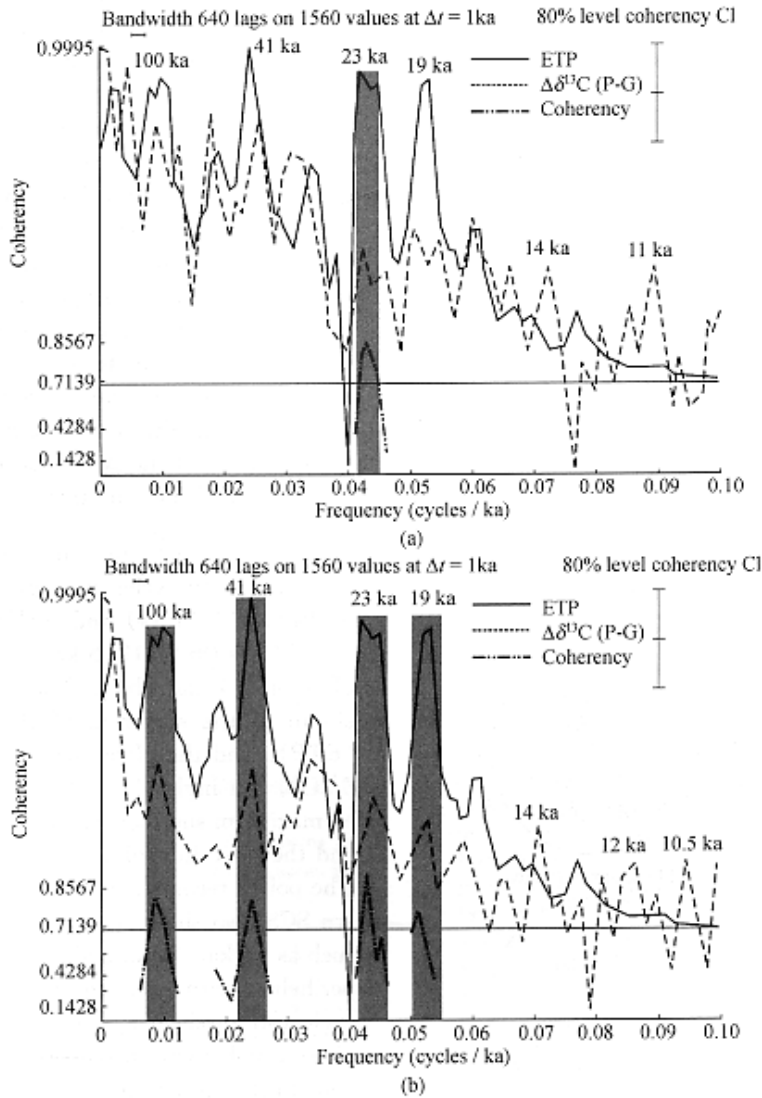 Bandwidth 640 lags on 1560 values at Δt = 1ka 80% level coherency CI
0.9995
100 ka
41 ka
23 ka
19 ka
ETP
Δδ¹³C (P-G)
Coherency
Coherency
14 ka
11 ka
0.8567
0.7139
0.4284
0.1428
0 0.01 0.02 0.03 0.04 0.05 0.06 0.07 0.08 0.09 0.10
Frequency (cycles / ka)
(a)
Bandwidth 640 lags on 1560 values at Δt = 1ka 80% level coherency CI
0.9995
100 ka
41 ka
23 ka
19 ka
ETP
Δδ¹³C (P-G)
Coherency
Coherency
14 ka
12 ka
10.5 ka
0.8567
0.7139
0.4284
0.1428
0 0.01 0.02 0.03 0.04 0.05 0.06 0.07 0.08 0.09 0.10
Frequency (cycles / ka)
(b)